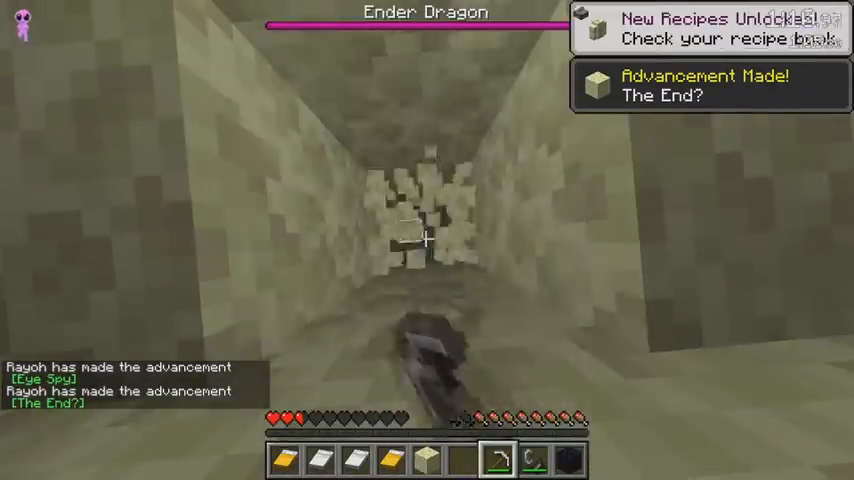 Ender Dragon
New Recipes Unlocked!
Check your recipe book
Advancement Made!
The End?
Rayoh has made the advancement
[Eye Spy]
Rayoh has made the advancement
[The End?]